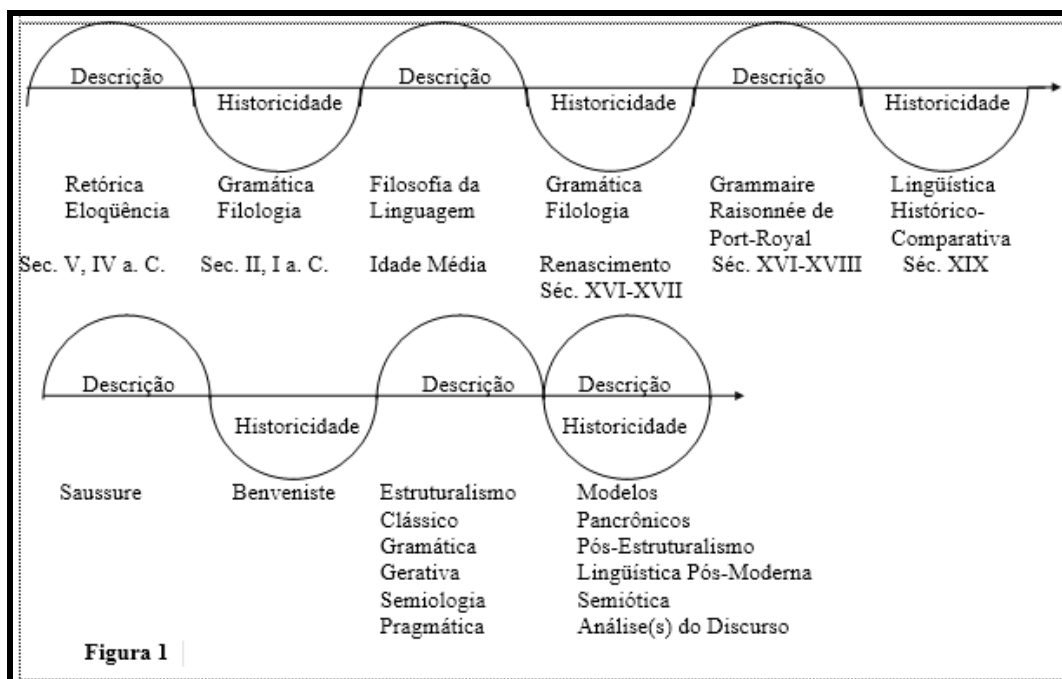 Descrição Descrição Descrição
Historicidade Historicidade Historicidade
Retórica
Eloqüência
Sec. V, IV a. C.
Gramática
Filologia
Sec. II, I a. C.
Filosofia da
Linguagem
Idade Média
Gramática
Filologia
Renascimento
Séc. XVI-XVII
Grammaire
Raisonnée de
Port-Royal
Séc. XVI-XVIII
Lingüística
Histórico-
Comparativa
Séc. XIX
Descrição Descrição Descrição
Historicidade Historicidade
Saussure
Benveniste
Estruturalismo
Clássico
Gramática
Gerativa
Semiologia
Pragmática
Modelos
Pancrônicos
Pós-Estruturalismo
Lingüística Pós-Moderna
Semiótica
Análise(s) do Discurso
Figura 1